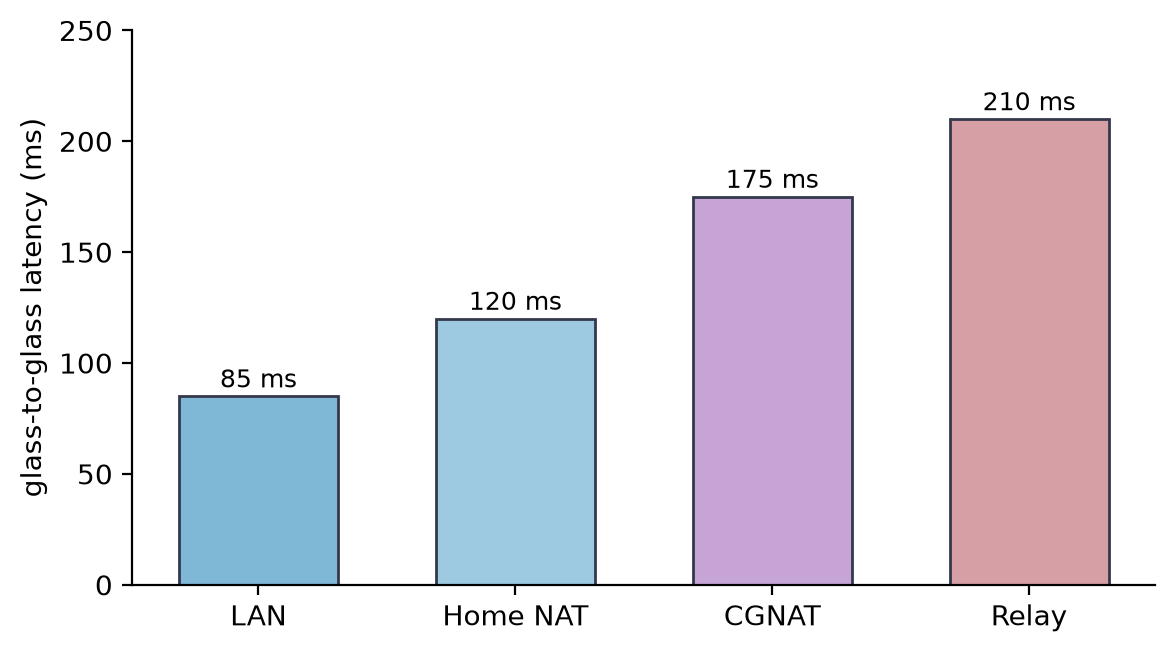 glass-to-glass latency (ms)
250
200
150
100
50
0
85 ms
120 ms
175 ms
210 ms
LAN
Home NAT
CGNAT
Relay